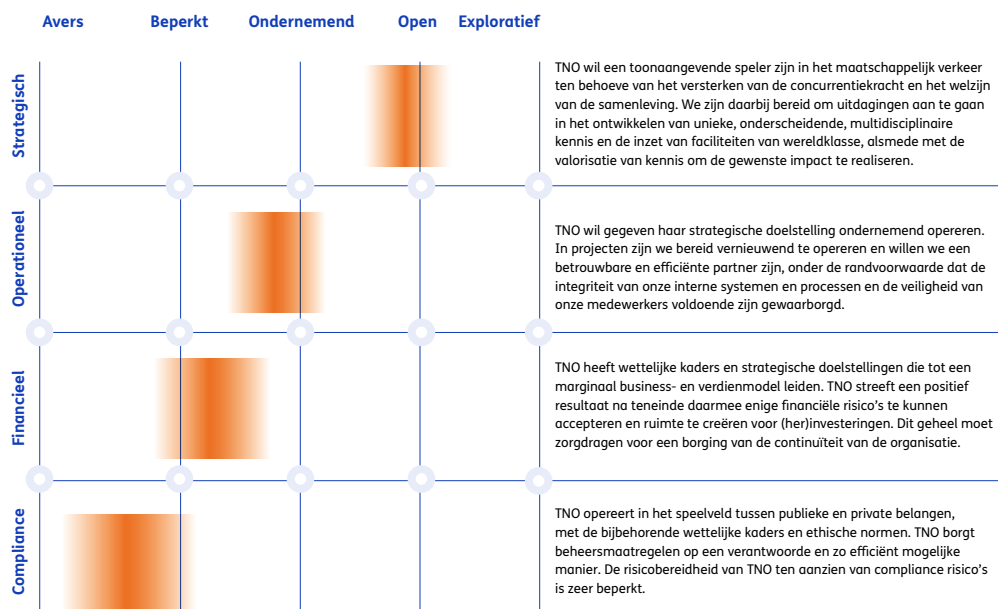 Avers Beperkt Ondernemend Open Exploratief
Strategisch
TNO wil een toonaangevende speler zijn in het maatschappelijk verkeer
ten behoeve van het versterken van de concurrentiekracht en het welzijn
van de samenleving. We zijn daarbij bereid om uitdagingen aan te gaan
in het ontwikkelen van unieke, onderscheidende, multidisciplinaire
kennis en de inzet van faciliteiten van wereldklasse, alsmede met de
valorisatie van kennis om de gewenste impact te realiseren.
Operationeel
TNO wil gegeven haar strategische doelstelling ondernemend opereren.
In projecten zijn we bereid vernieuwend te opereren en willen we een
betrouwbare en efficiënte partner zijn, onder de randvoorwaarde dat de
integriteit van onze interne systemen en processen en de veiligheid van
onze medewerkers voldoende zijn gewaarborgd.
Financieel
TNO heeft wettelijke kaders en strategische doelstellingen die tot een
marginaal business- en verdienmodel leiden. TNO streeft een positief
resultaat na teneinde daarmee enige financiële risico's te kunnen
accepteren en ruimte te creëren voor (her)investeringen. Dit geheel moet
zorgdragen voor een borging van de continuïteit van de organisatie.
Compliance
TNO opereert in het speelveld tussen publieke en private belangen,
met de bijbehorende wettelijke kaders en ethische normen. TNO borgt
beheersmaatregelen op een verantwoorde en zo efficiënt mogelijke
manier. De risicobereidheid van TNO ten aanzien van compliance risico's
is zeer beperkt.